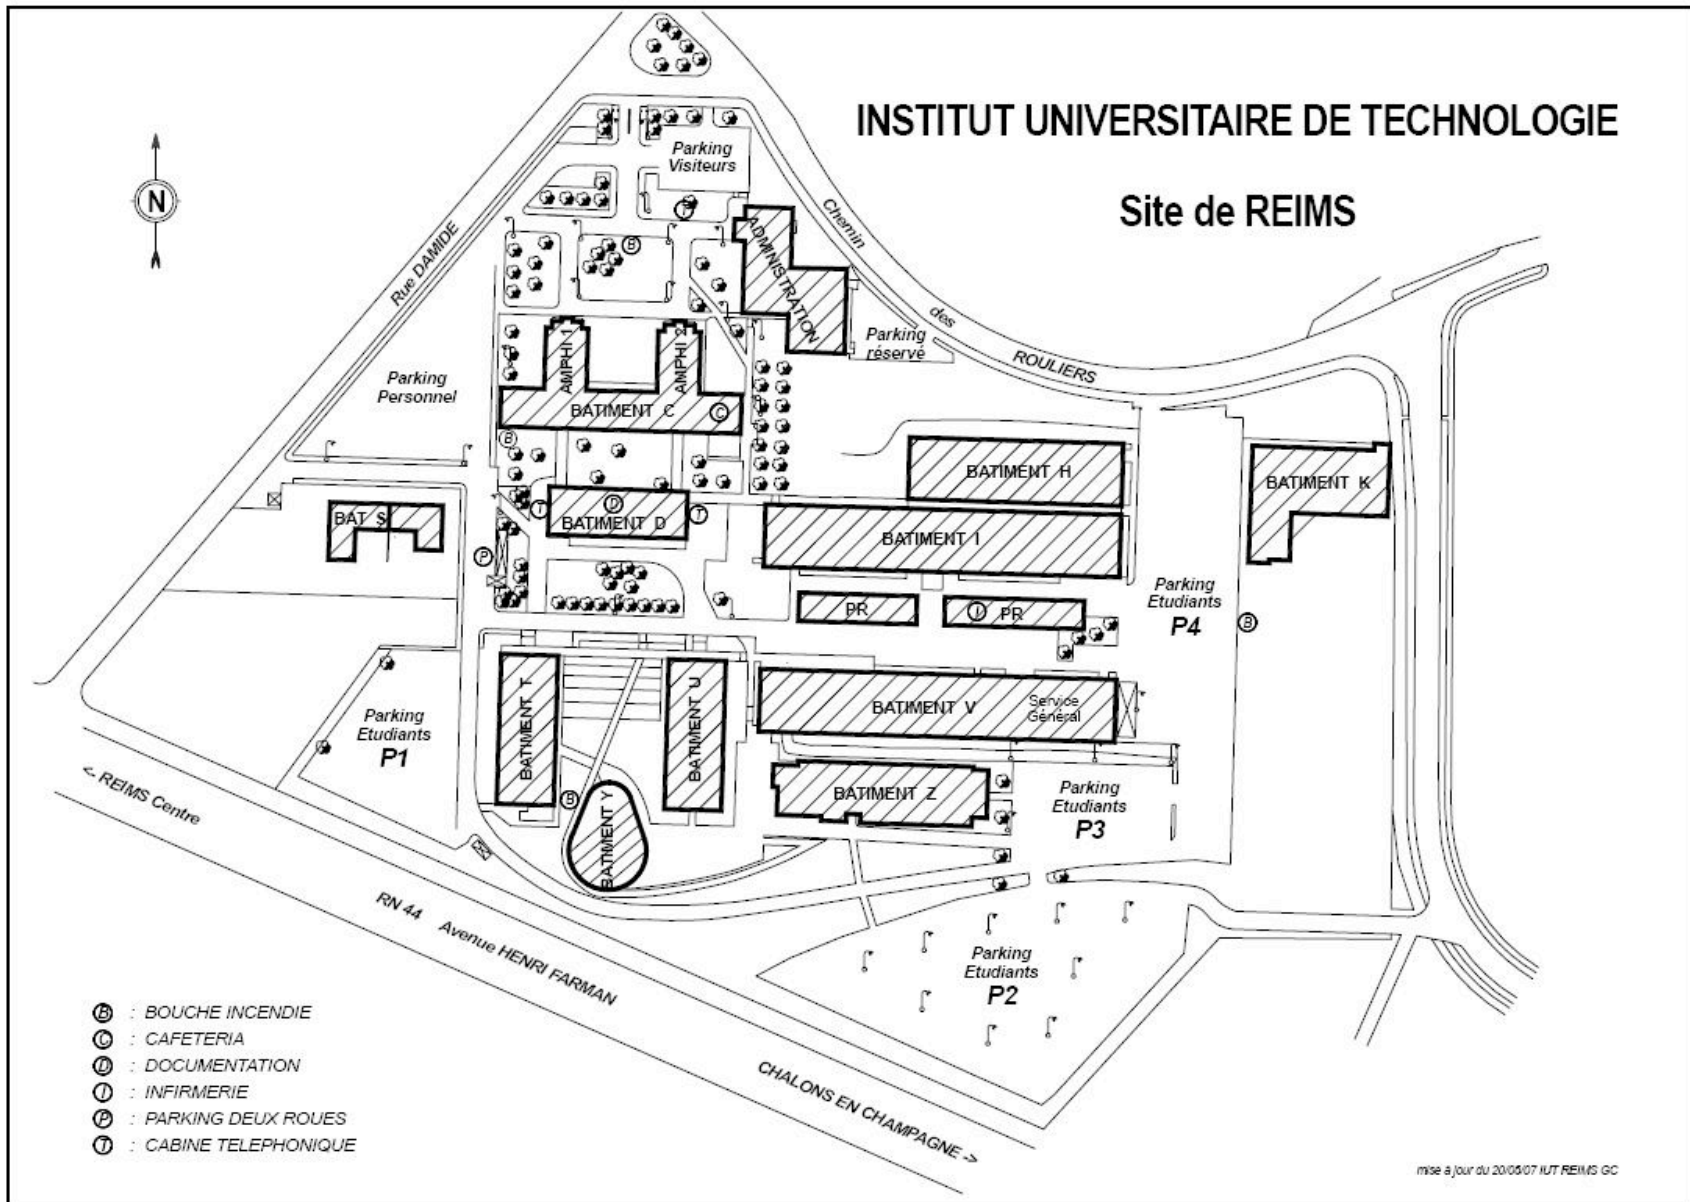 INSTITUT UNIVERSITAIRE DE TECHNOLOGIE
Site de REIMS
N
Parking
Visiteurs
T
B
ADMINISTRATION
Chemin
des
ROULIERS
Rue DAMIDE
Parking
réservé
Parking
Personnel
AMPHI 1
AMPHI 2
BATIMENT C
C
B
BATIMENT H
BATIMENT K
BAT S
T
D
BATIMENT D
T
BATIMENT I
P
PR
I
PR
Parking
Etudiants
P4
B
BATIMENT T
BATIMENT U
BATIMENT V
Service
Général
Parking
Etudiants
P1
BATIMENT Z
B
BATIMENT Y
Parking
Etudiants
P3
Parking
Etudiants
P2
<- REIMS Centre
RN 44 Avenue HENRI FARMAN
CHALONS EN CHAMPAGNE ->
B : BOUCHE INCENDIE
C : CAFETERIA
D : DOCUMENTATION
I : INFIRMERIE
P : PARKING DEUX ROUES
T : CABINE TELEPHONIQUE
mise à jour du IUT REIMS GC